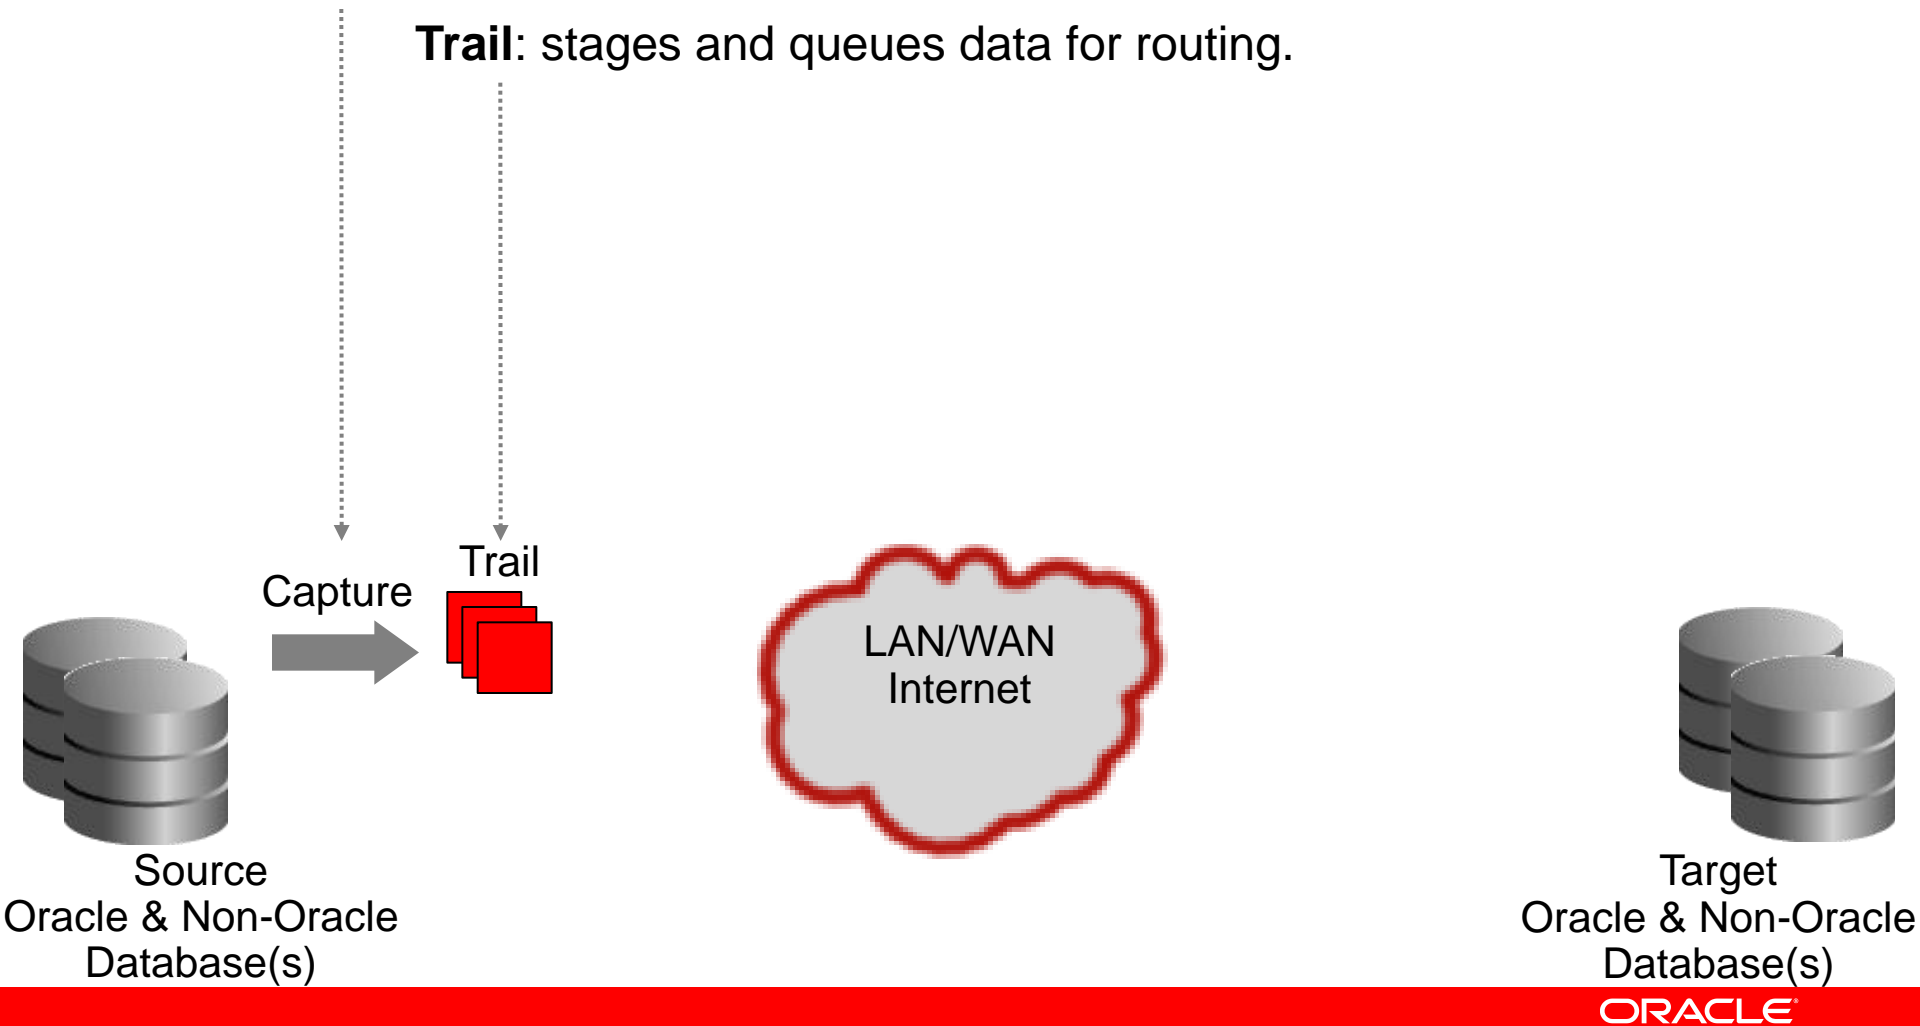 Trail: stages and queues data for routing.
Trail
Capture
LAN/WAN
Internet
Source
Oracle & Non-Oracle
Database(s)
Target
Oracle & Non-Oracle
Database(s)
ORACLE